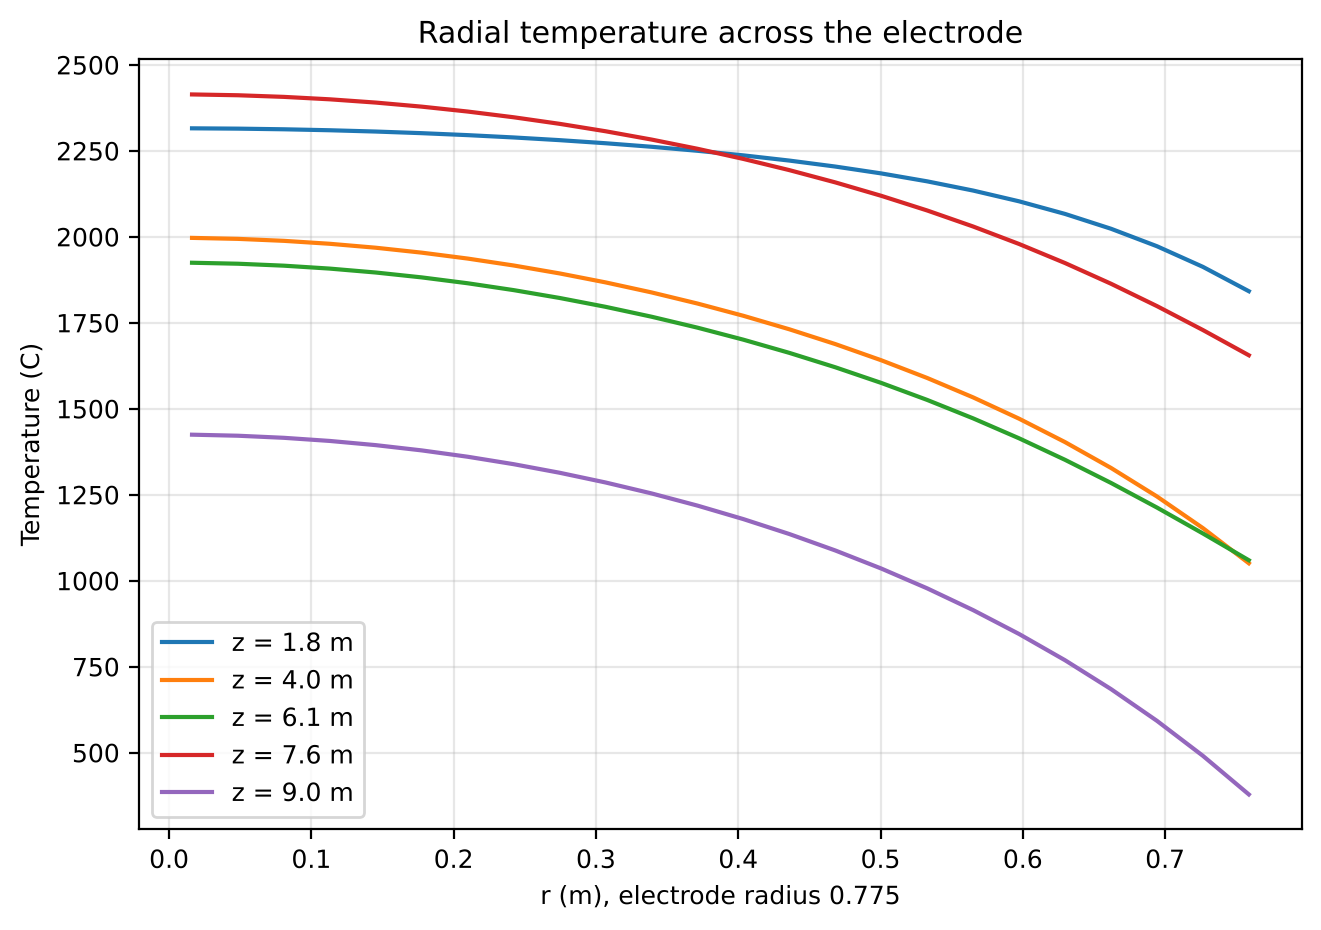 Radial temperature across the electrode
2500
2250
2000
1750
1500
1250
1000
750
500
Temperature (C)
z = 1.8 m
z = 4.0 m
z = 6.1 m
z = 7.6 m
z = 9.0 m
0.0 0.1 0.2 0.3 0.4 0.5 0.6 0.7
r (m), electrode radius 0.775